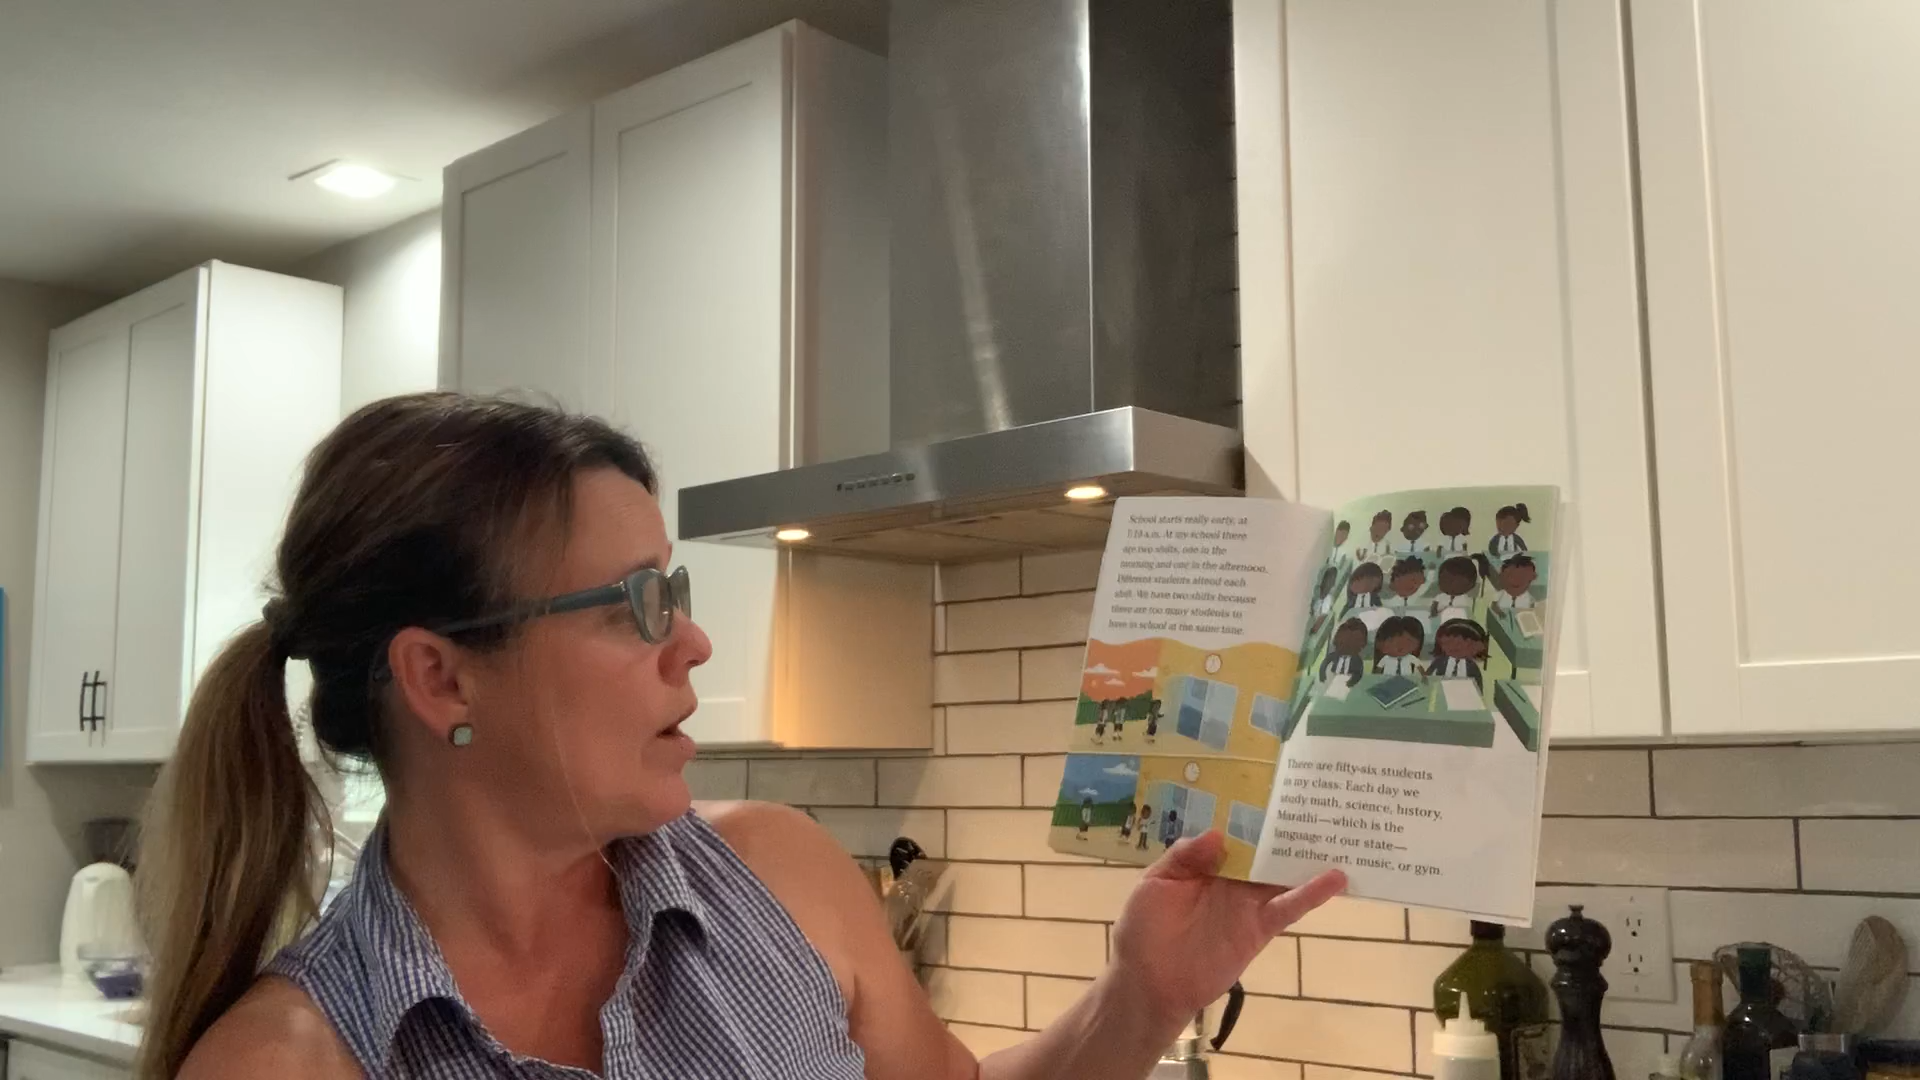 School starts really early, at
7:10 a.m. At my school there
are two shifts, one in the
morning and one in the afternoon.
Different students attend each
shift. We have two shifts because
there are too many students to
have in school at the same time.
There are fifty-six students
in my class. Each day we
study math, science, history,
Marathi—which is the
language of our state—
and either art, music, or gym.